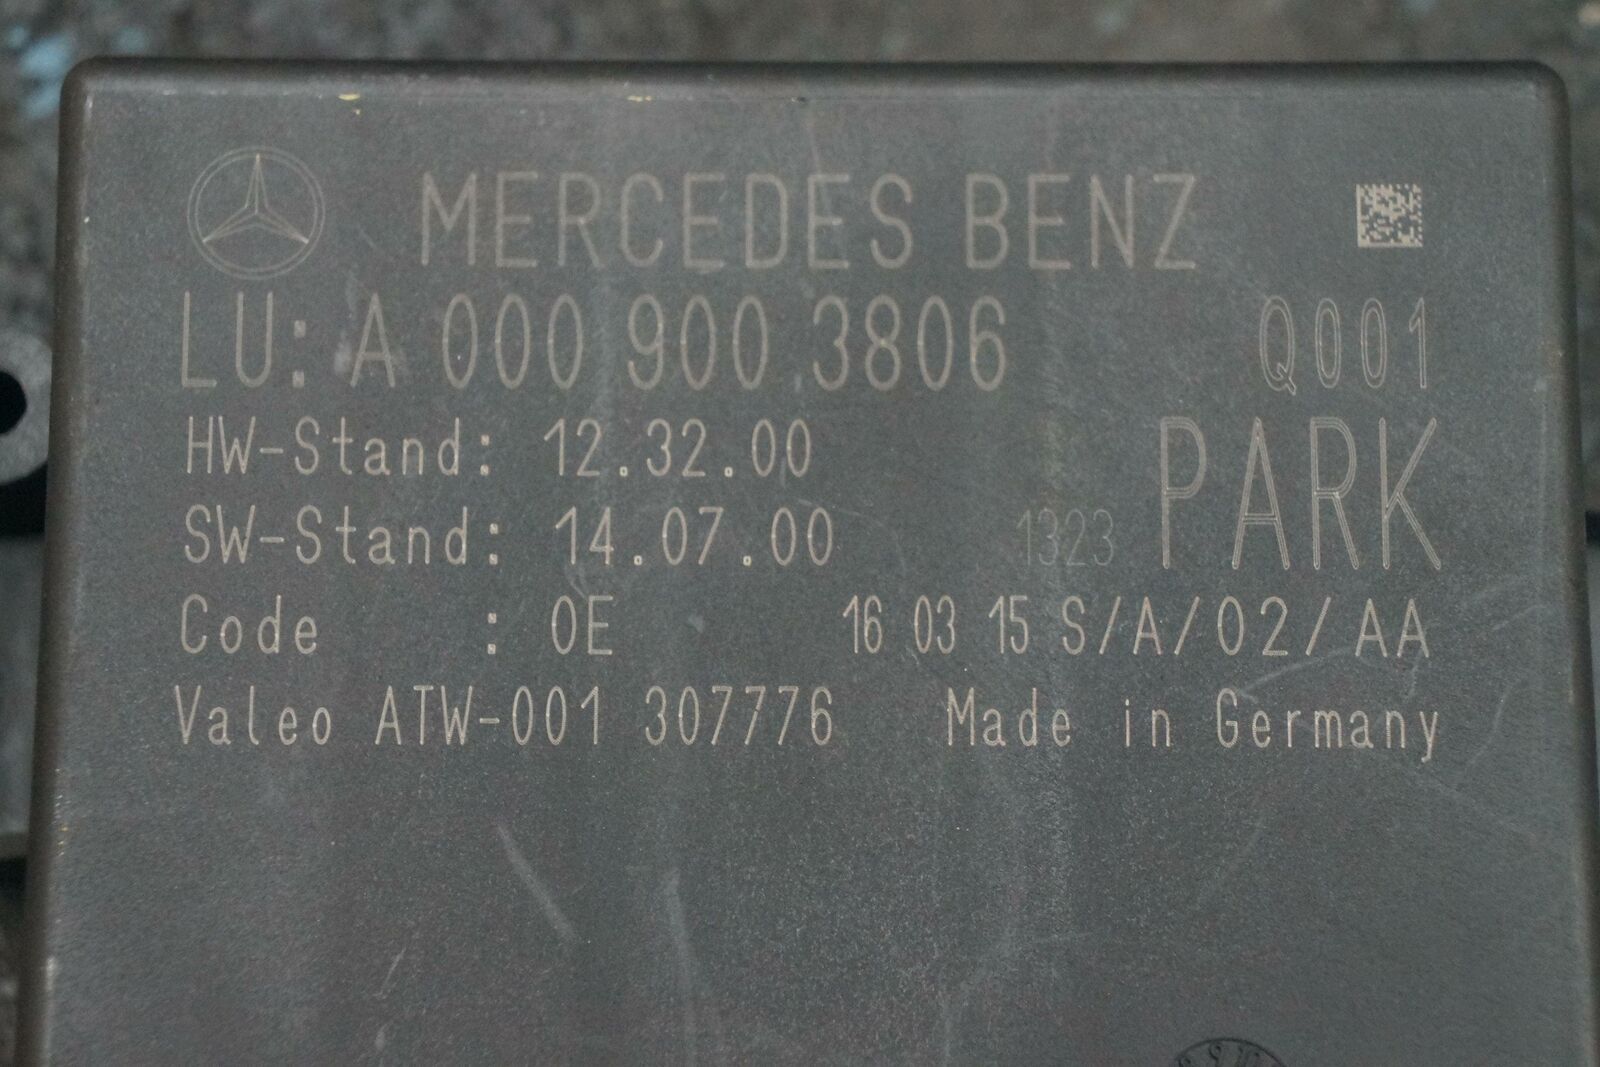 MERCEDES BENZ
LU: A 000 900 3806 Q001
HW-Stand: 12.32.00 PARK
SW-Stand: 14.07.00 1323
Code : 0E 16 03 15 S/A/02/AA
Valeo ATW-001 307776 Made in Germany